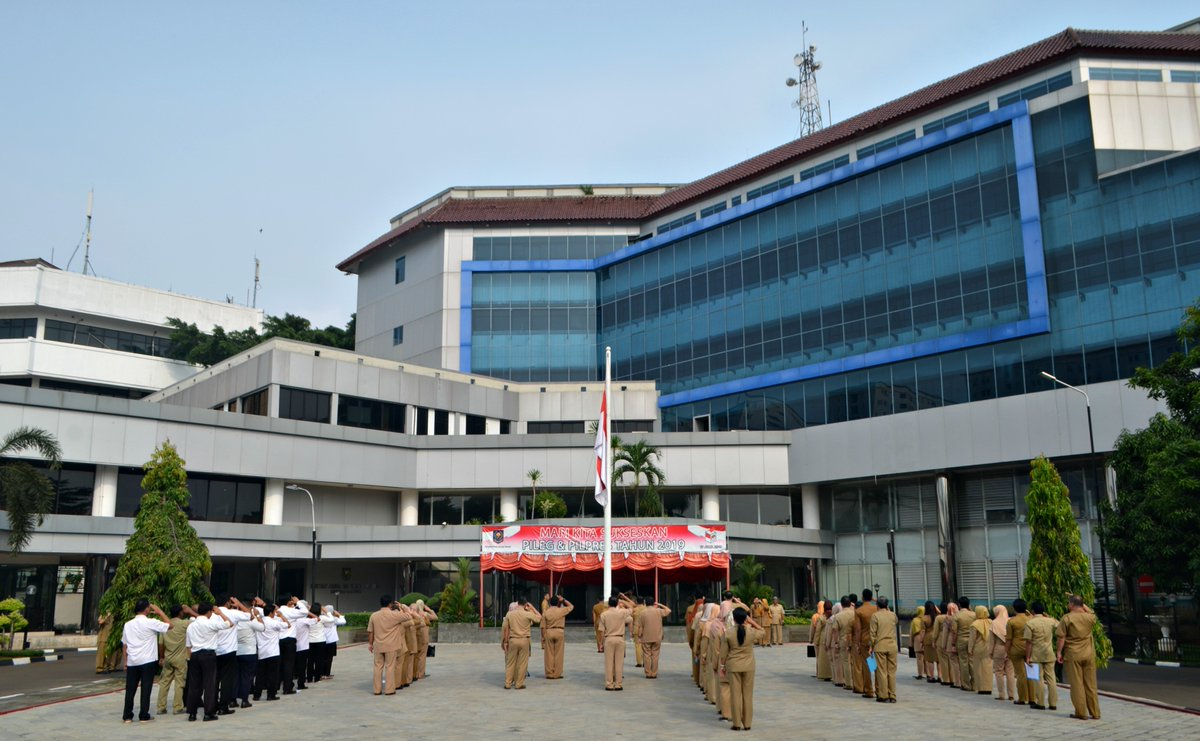 MARI KITA SUKSESKAN
PILEG & PILPRES TAHUN 2019